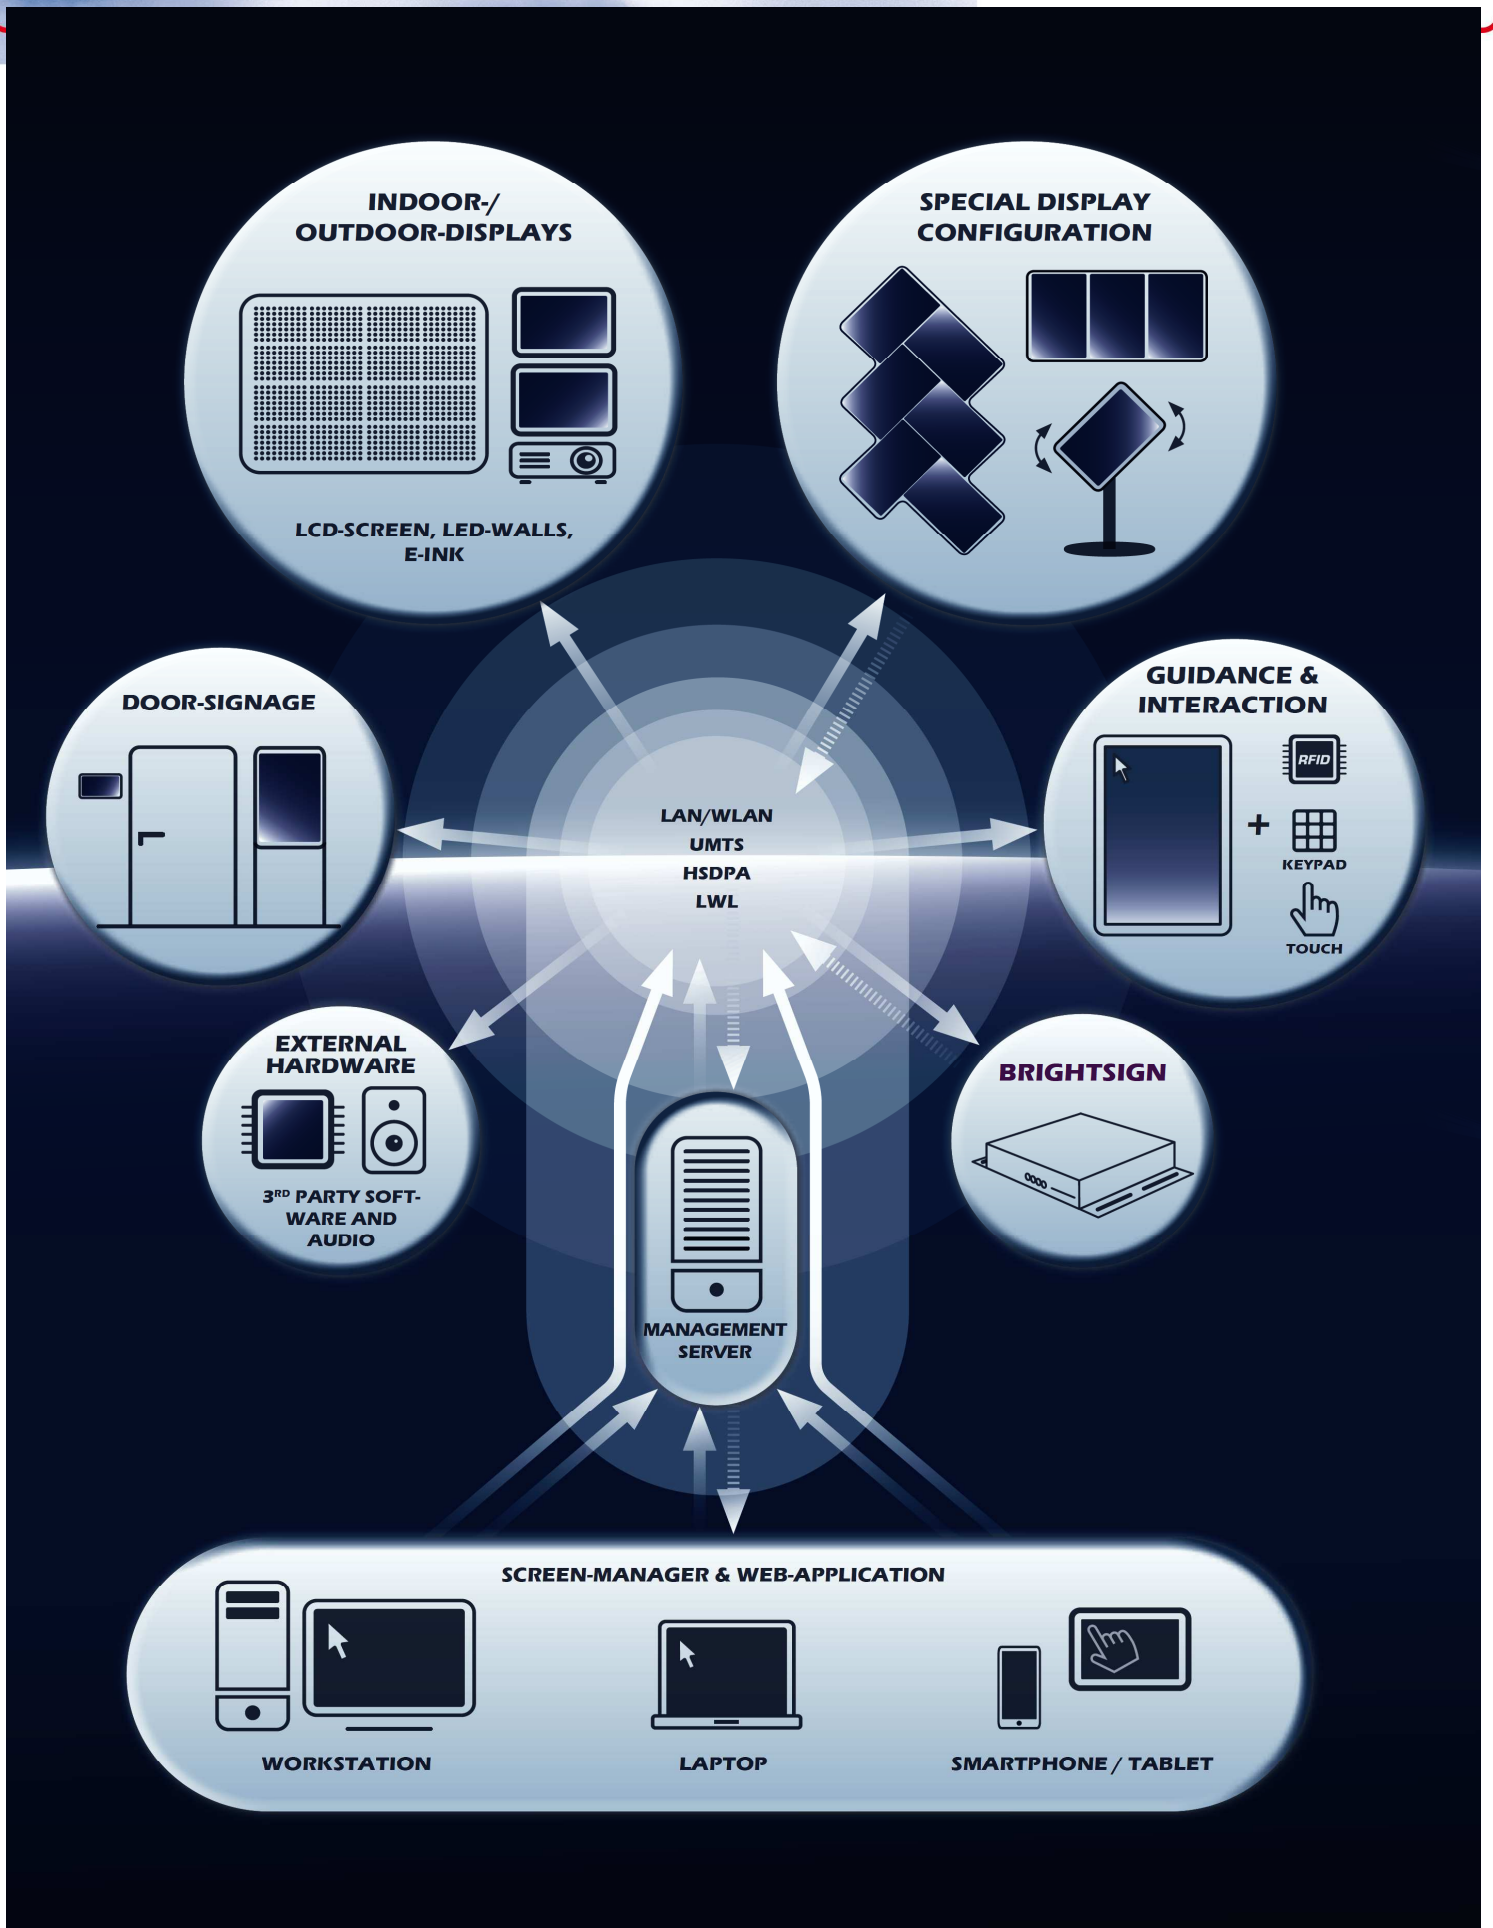 INDOOR-/
OUTDOOR-DISPLAYS
LCD-SCREEN, LED-WALLS,
E-INK
SPECIAL DISPLAY
CONFIGURATION
DOOR-SIGNAGE
GUIDANCE &
INTERACTION
RFID
+
KEYPAD
TOUCH
LAN/WLAN
UMTS
HSDPA
LWL
EXTERNAL
HARDWARE
3RD PARTY SOFT-
WARE AND
AUDIO
BRIGHTSIGN
MANAGEMENT
SERVER
SCREEN-MANAGER & WEB-APPLICATION
WORKSTATION
LAPTOP
SMARTPHONE / TABLET